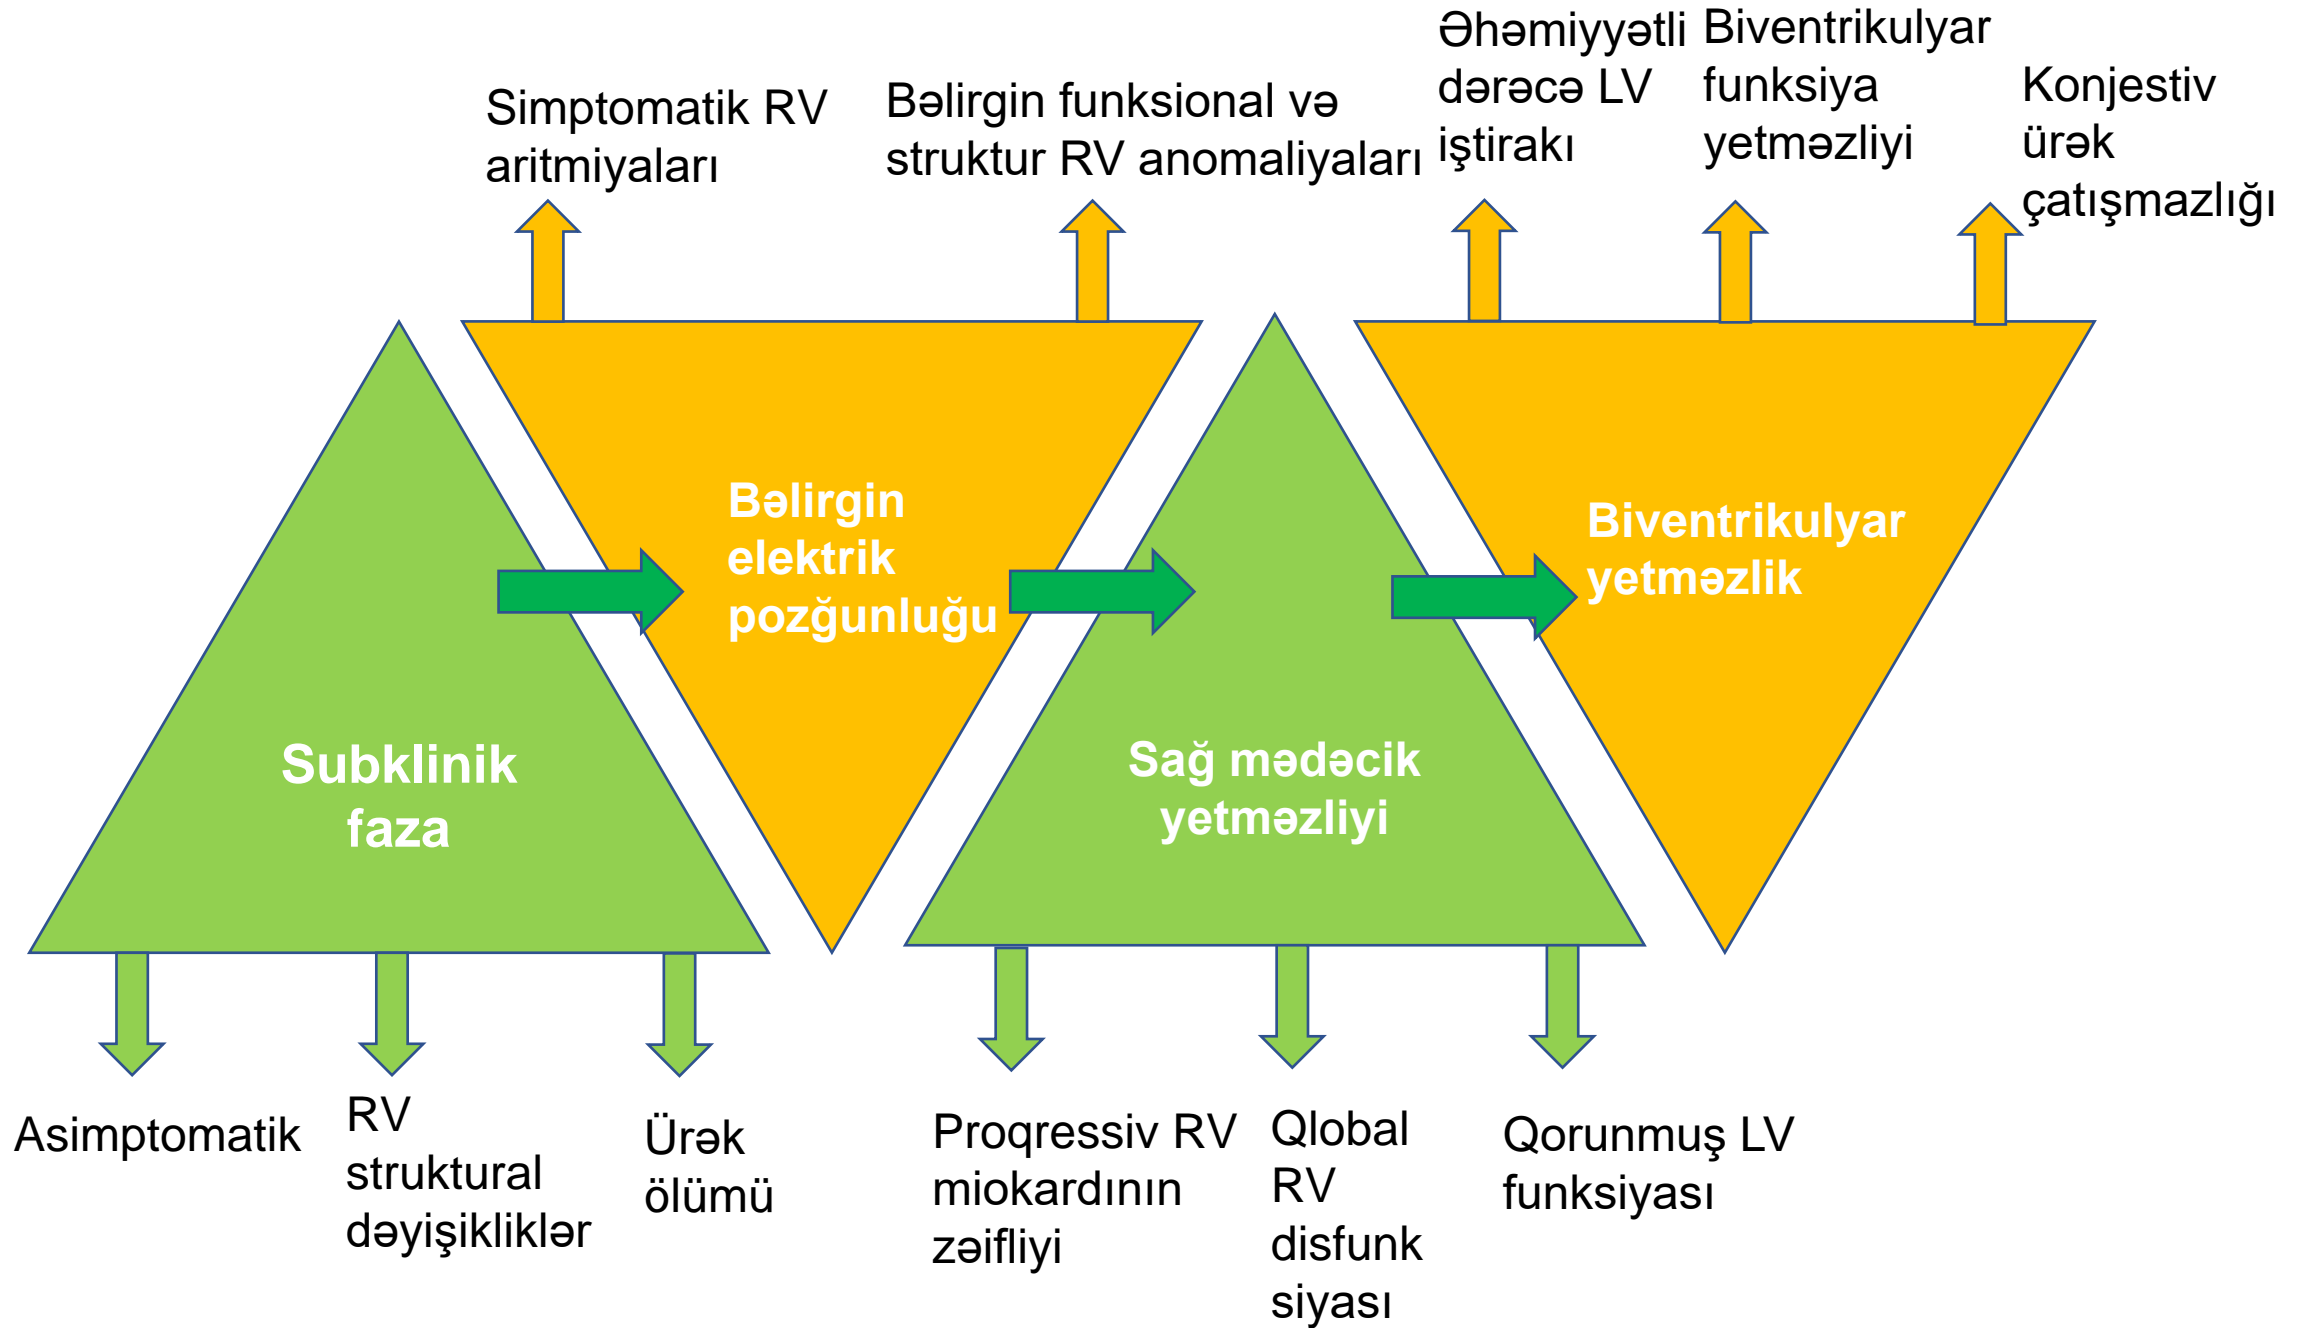 Simptomatik RV
aritmiyaları
Bəlirgin funksional və
struktur RV anomaliyaları
Əhəmiyyətli
dərəcə LV
iştirakı
Biventrikulyar
funksiya
yetməzliyi
Konjestiv
ürək
çatışmazlığı
Subklinik
faza
Bəlirgin
elektrik
pozğunluğu
Sağ mədəcik
yetməzliyi
Biventrikulyar
yetməzlik
Asimptomatik
RV
struktural
dəyişikliklər
Ürək
ölümü
Proqressiv RV
miokardının
zəifliyi
Qlobal
RV
disfunk
siyası
Qorunmuş LV
funksiyası